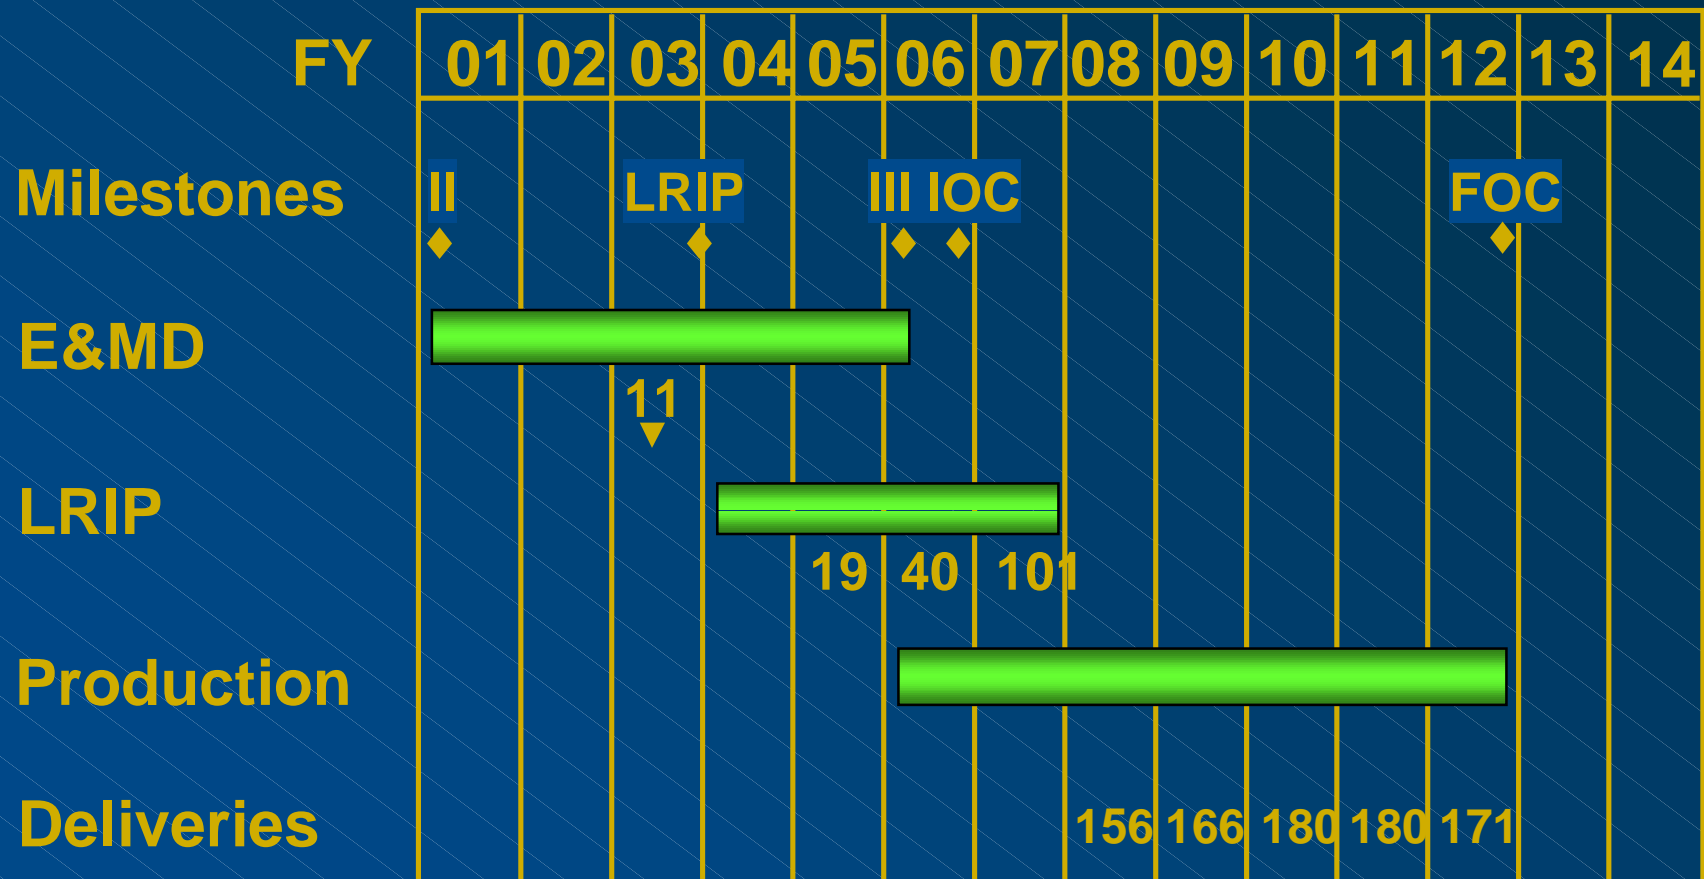 FY 01 02 03 04 05 06 07 08 09 10 11 12 13 14
Milestones II LRIP III IOC FOC
E&MD
11
LRIP
19 40 101
Production
Deliveries 156 166 180 180 171